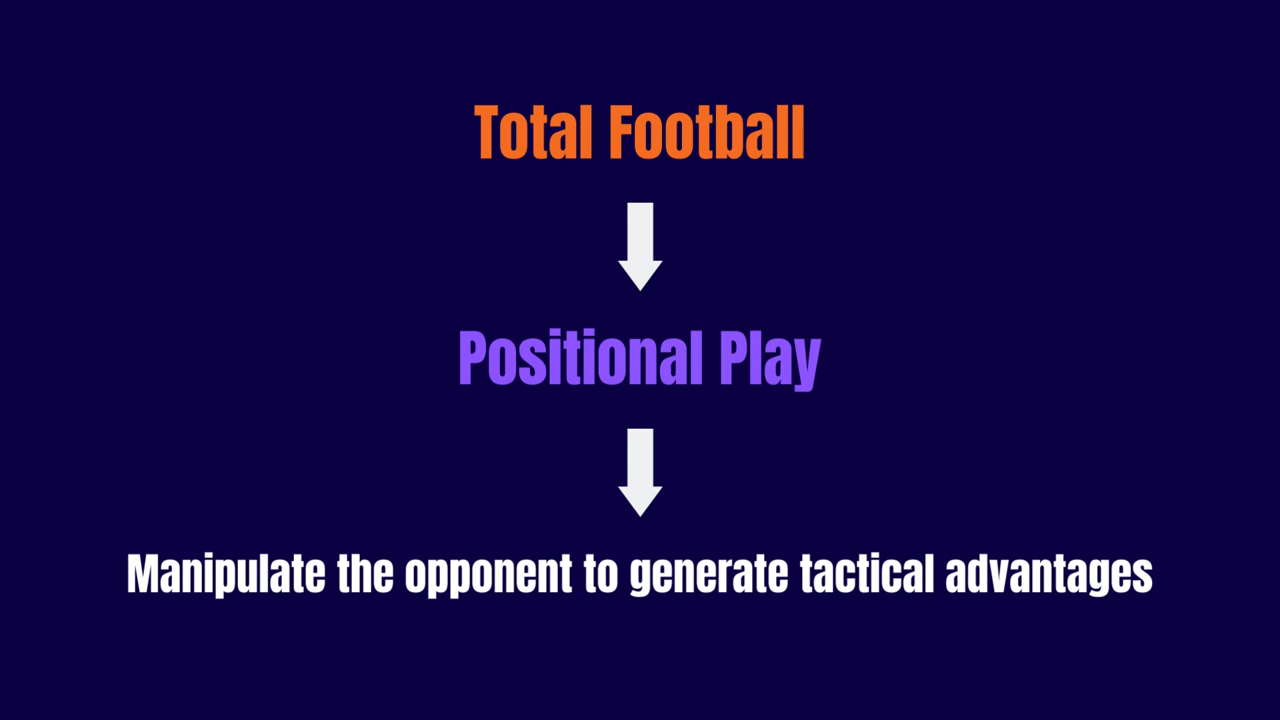 Total Football
Positional Play
Manipulate the opponent to generate tactical advantages